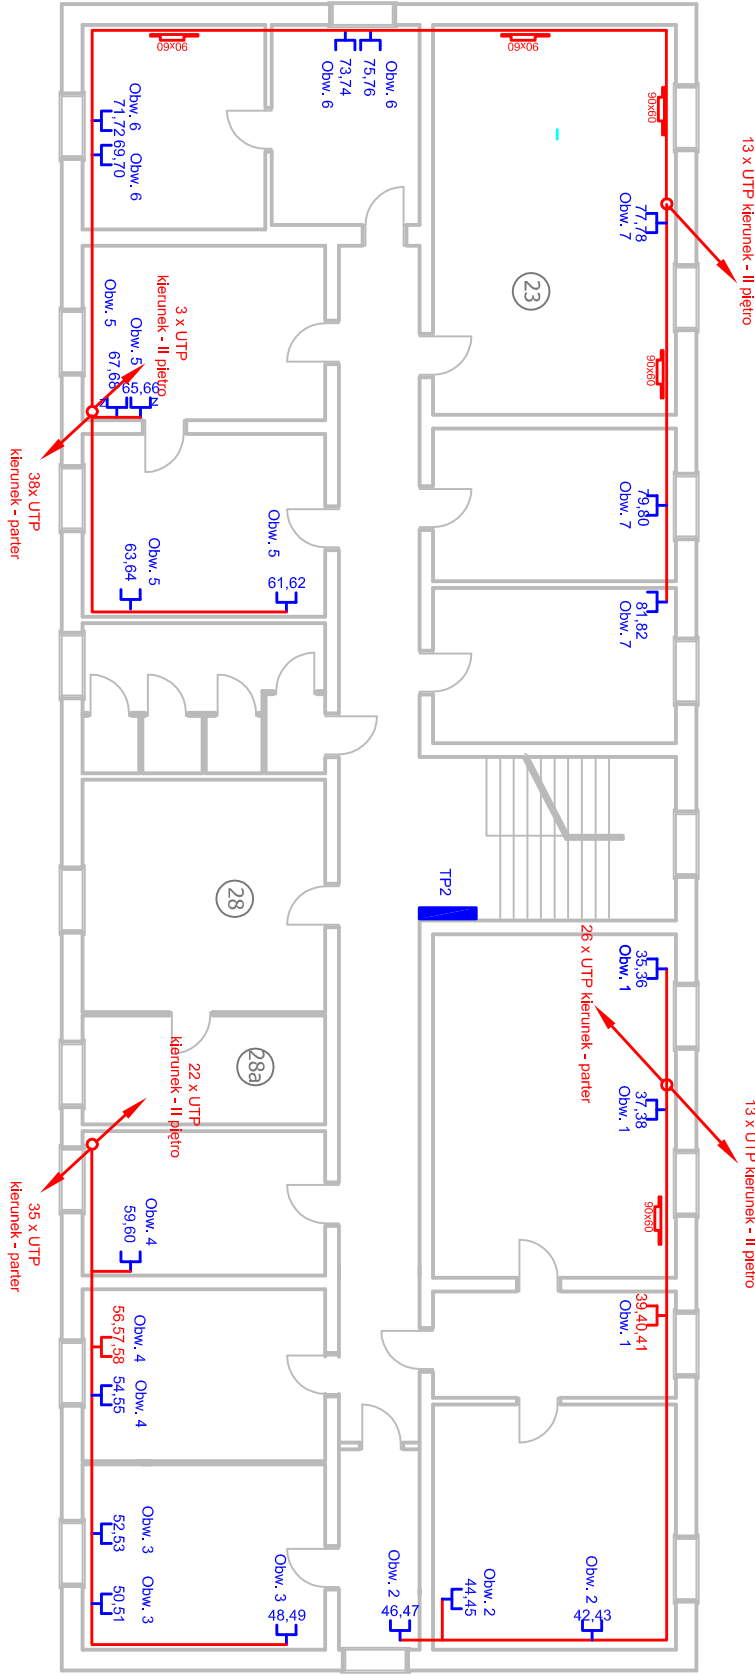 90x60
90x60
90x60
Obw. 6
75,76
73,74
Obw. 6
Obw. 6
71,72
69,70
Obw. 6
13 x UTP kierunek - II piętro
77,78
Obw. 7
23
3 x UTP
kierunek - II piętro
Obw. 5
67,68
Obw. 5
65,66
Z
Z
90x60
38x UTP
kierunek - parter
79,80
Obw. 7
Obw. 5
61,62
Obw. 5
63,64
81,82
Obw. 7
TP2
28
26 x UTP kierunek - parter
35,36
Obw. 1
28a
22 x UTP
kierunek - II piętro
37,38
Obw. 1
13 x UTP kierunek - II piętro
35 x UTP
kierunek - parter
90x60
Obw. 4
59,60
39,40,41
Obw. 1
Obw. 4
56,57,58
Obw. 4
54,55
Obw. 3
52,53
Obw. 3
50,51
Obw. 3
48,49
Obw. 2
46,47
Obw. 2
44,45
Obw. 2
42,43